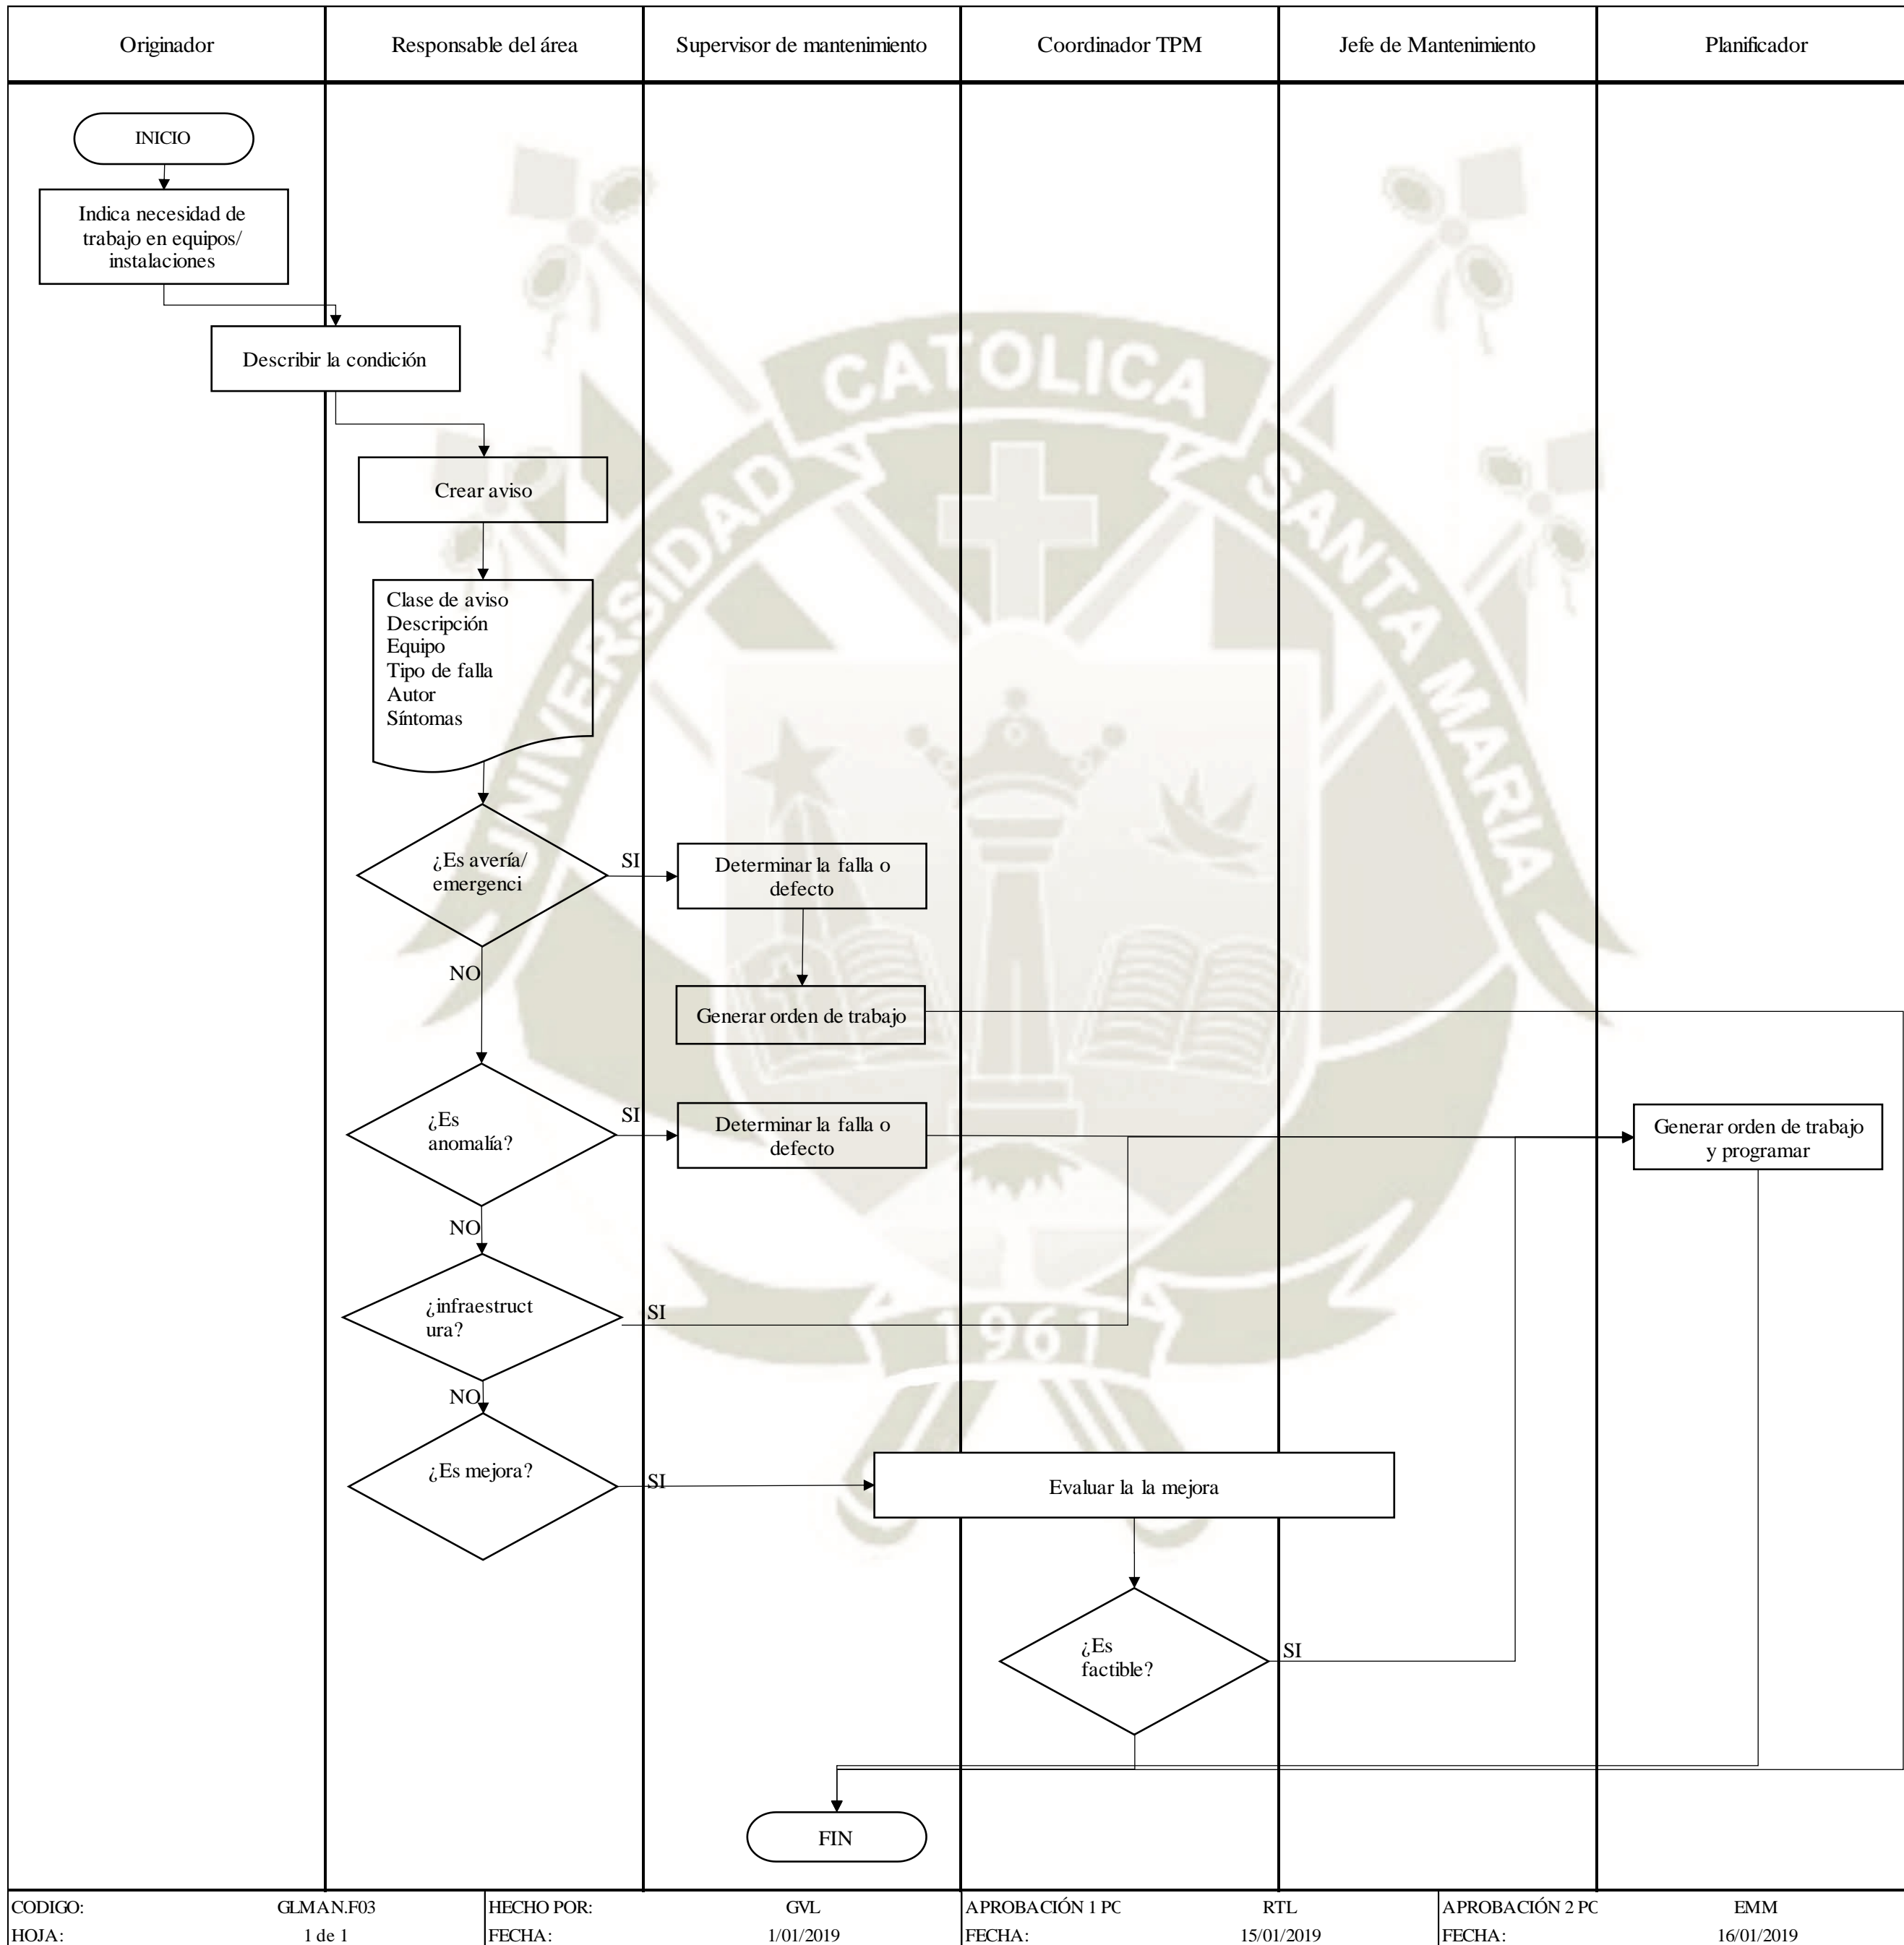 Originador
Responsable del área
Supervisor de mantenimiento
Coordinador TPM
Jefe de Mantenimiento
Planificador
INICIO
Indica necesidad de
trabajo en equipos/
instalaciones
Describir la condición
Crear aviso
Clase de aviso
Descripción
Equipo
Tipo de falla
Autor
Síntomas
¿Es avería/
emergenci
SI
Determinar la falla o
defecto
NO
Generar orden de trabajo
¿Es
anomalía?
SI
Determinar la falla o
defecto
Generar orden de trabajo
y programar
NO
¿infraestruct
ura?
SI
NO
¿Es mejora?
SI
Evaluar la la mejora
¿Es
factible?
SI
FIN
CODIGO:
GLMAN.F03
HECHO POR:
GVL
APROBACIÓN 1 PO
RTL
APROBACIÓN 2 PO
EMM
HOJA:
1 de 1
FECHA:
1/01/2019
FECHA:
15/01/2019
FECHA:
16/01/2019
UNIVERSIDAD
CATOLICA
SANTA MARIA
1961